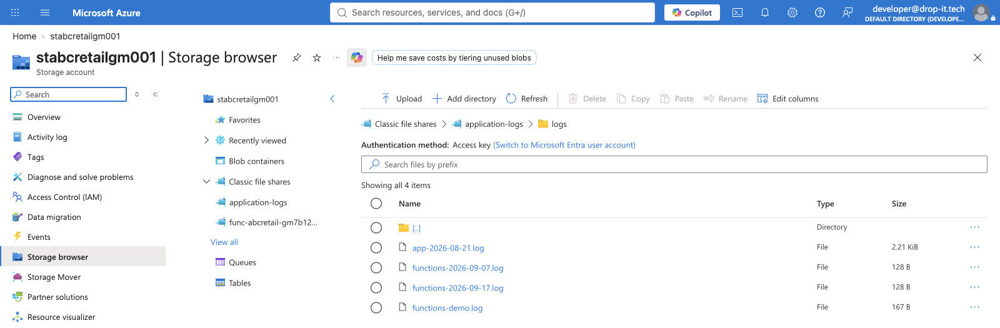 Microsoft Azure
Search resources, services, and docs (G+/)
Copilot
developer@drop-it.tech
DEFAULT DIRECTORY (DEVELOPE...
Home > stabcretailgm001
stabcretailgm001 | Storage browser
Help me save costs by tiering unused blobs
Storage account
Search
Overview
Activity log
Tags
Diagnose and solve problems
Access Control (IAM)
Data migration
Events
Storage browser
Storage Mover
Partner solutions
Resource visualizer
stabcretailgm001
Favorites
Recently viewed
Blob containers
Classic file shares
application-logs
func-abcretail-gm7b12...
View all
Queues
Tables
Upload Add directory Refresh Delete Copy Paste Rename Edit columns
Classic file shares > application-logs > logs
Authentication method: Access key (Switch to Microsoft Entra user account)
Search files by prefix
Showing all 4 items
Name Type Size
[..] Directory
app-2026-08-21.log File 2.21 KiB
functions-2026-09-07.log File 128 B
functions-2026-09-17.log File 128 B
functions-demo.log File 167 B